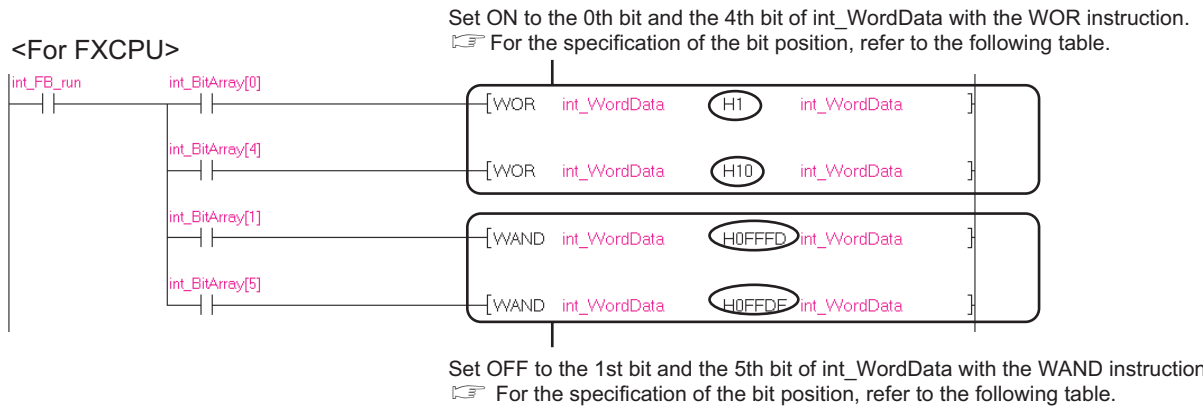 Set ON to the 0th bit and the 4th bit of int_WordData with the WOR instruction.
☞ For the specification of the bit position, refer to the following table.
<For FXCPU>
int_FB_run int_BitArray[0]
[WOR int_WordData H1 int_WordData ]
int_BitArray[4]
[WOR int_WordData H10 int_WordData ]
int_BitArray[1]
[WAND int_WordData H0FFFD int_WordData ]
int_BitArray[5]
[WAND int_WordData H0FFDF int_WordData ]
Set OFF to the 1st bit and the 5th bit of int_WordData with the WAND instruction
☞ For the specification of the bit position, refer to the following table.